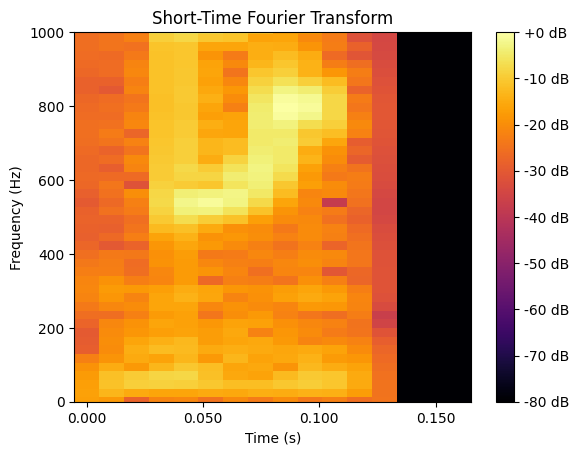 Short-Time Fourier Transform
Frequency (Hz)
1000
800
600
400
200
0
0.000
0.050
0.100
0.150
Time (s)
+0 dB
-10 dB
-20 dB
-30 dB
-40 dB
-50 dB
-60 dB
-70 dB
-80 dB